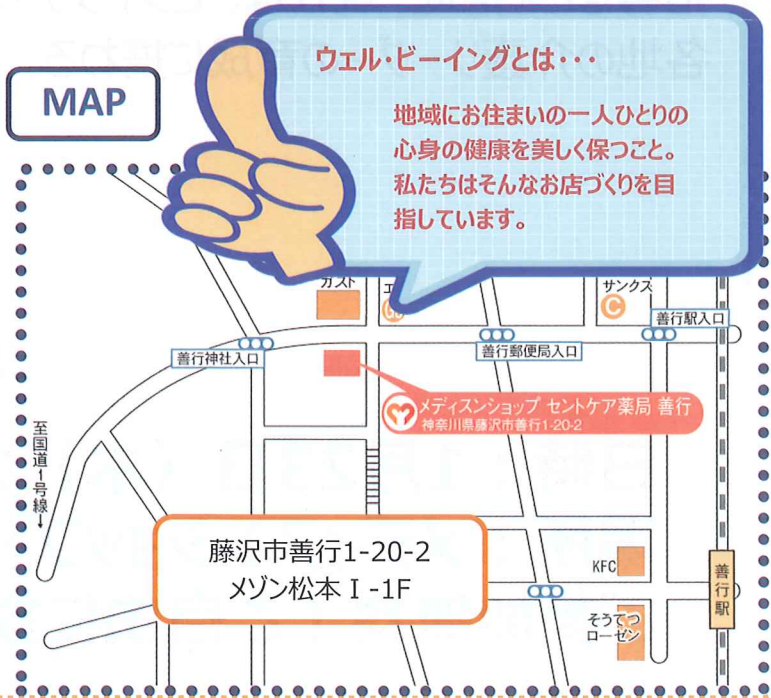 MAP
ウェル・ビーイングとは・・・
地域にお住まいの一人ひとりの
心身の健康を美しく保つこと。
私たちはそんなお店づくりを目
指しています。
ガスト
サンクス
善行駅入口
善行神社入口
善行郵便局入口
メディスンショップ セントケア薬局 善行
神奈川県藤沢市善行1-20-2
至国道1号線→
藤沢市善行1-20-2
メゾン松本Ⅰ-1F
KFC
善行駅
そうてつ
ローゼン